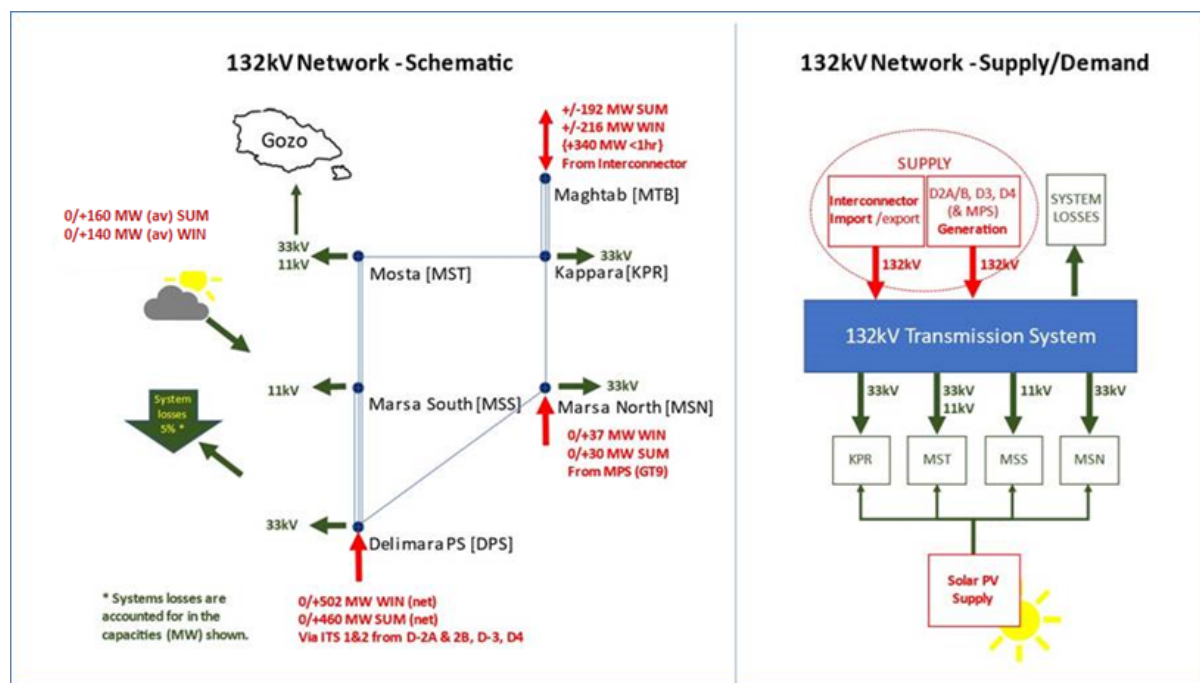 132kV Network - Schematic
Gozo
+/-192 MW SUM
+/-216 MW WIN
{+340 MW <1hr}
From Interconnector
Maghtab [MTB]
0/+160 MW (av) SUM
0/+140 MW (av) WIN
33kV
11kV
Mosta [MST]
33kV
Kappara [KPR]
11kV
Marsa South [MSS]
33kV
Marsa North [MSN]
System
losses
5% *
0/+37 MW WIN
0/+30 MW SUM
From MPS (GT9)
33kV
Delimara PS [DPS]
* Systems losses are
accounted for in the
capacities (MW) shown.
0/+502 MW WIN (net)
0/+460 MW SUM (net)
Via ITS 1&2 from D-2A & 2B, D-3, D4
132kV Network - Supply/Demand
SUPPLY
Interconnector
Import /export
D2A/B, D3, D4
(& MPS)
Generation
SYSTEM
LOSSES
132kV
132kV
132kV Transmission System
33kV
33kV
11kV
11kV
33kV
KPR
MST
MSS
MSN
Solar PV
Supply